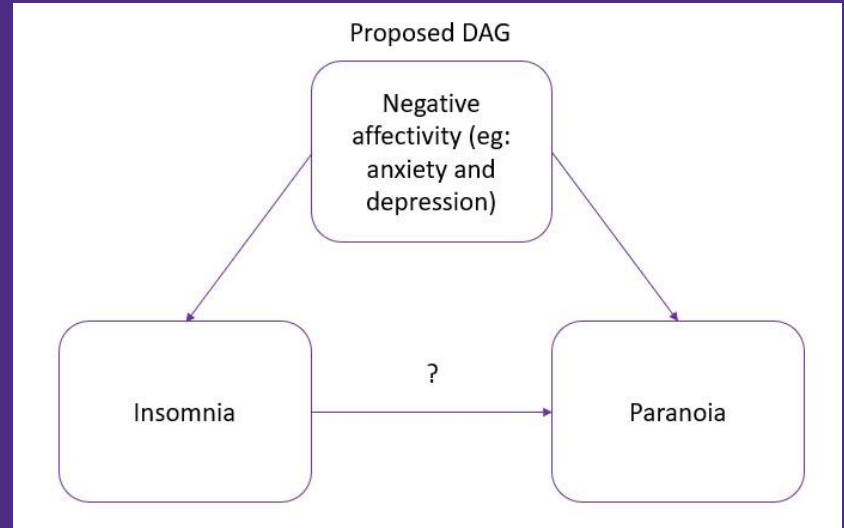 Proposed DAG
Negative
affectivity (eg:
anxiety and
depression)
?
Insomnia
Paranoia